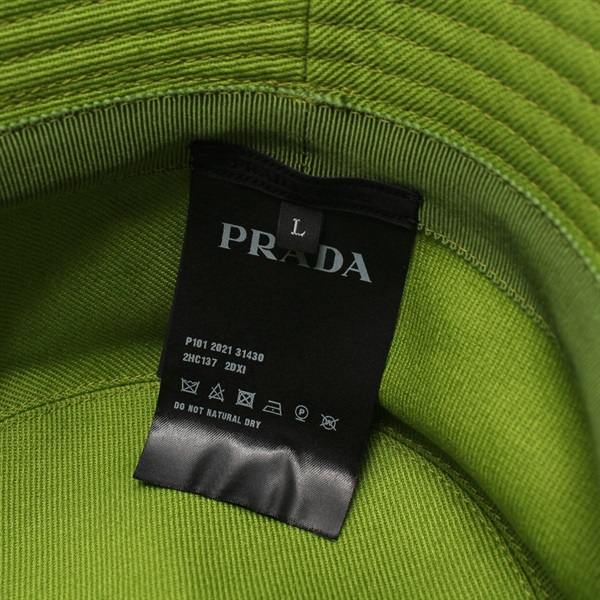 L
PRADA
P101 2021 31430
2HC137 2DXI
P
DO NOT NATURAL DRY